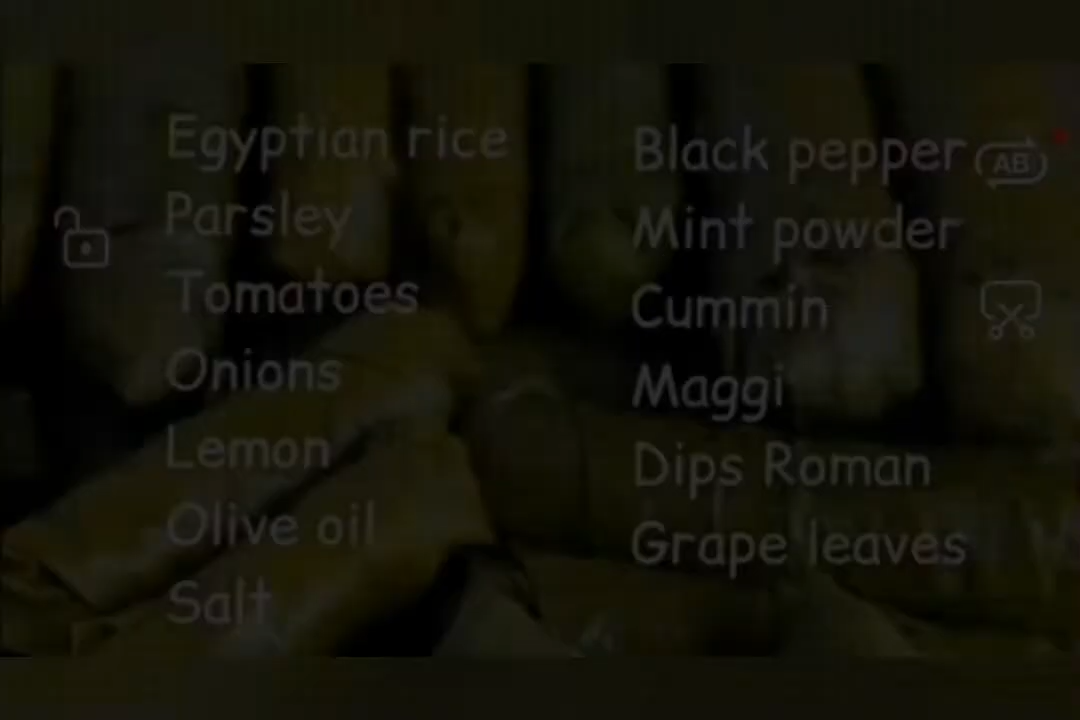 Egyptian rice
Parsley
Tomatoes
Onions
Lemon
Olive oil
Salt
Black pepper
Mint powder
Cummin
Maggi
Dips Roman
Grape leaves
AB